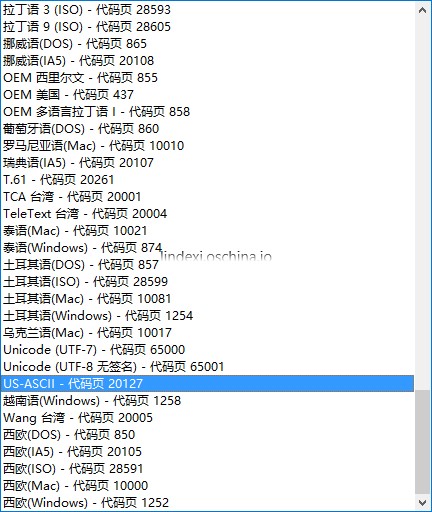 拉丁语 3 (ISO) - 代码页 28593
拉丁语 9 (ISO) - 代码页 28605
挪威语(DOS) - 代码页 865
挪威语(IA5) - 代码页 20108
OEM 西里尔文 - 代码页 855
OEM 美国 - 代码页 437
OEM 多语言拉丁语 I - 代码页 858
葡萄牙语(DOS) - 代码页 860
罗马尼亚语(Mac) - 代码页 10010
瑞典语(IA5) - 代码页 20107
T.61 - 代码页 20261
TCA 台湾 - 代码页 20001
TeleText 台湾 - 代码页 20004
泰语(Mac) - 代码页 10021
泰语(Windows) - 代码页 874
lindexi.oschina.io
土耳其语(DOS) - 代码页 857
土耳其语(ISO) - 代码页 28599
土耳其语(Mac) - 代码页 10081
土耳其语(Windows) - 代码页 1254
乌克兰语(Mac) - 代码页 10017
Unicode (UTF-7) - 代码页 65000
Unicode (UTF-8 无签名) - 代码页 65001
US-ASCII - 代码页 20127
越南语(Windows) - 代码页 1258
Wang 台湾 - 代码页 20005
西欧(DOS) - 代码页 850
西欧(IA5) - 代码页 20105
西欧(ISO) - 代码页 28591
西欧(Mac) - 代码页 10000
西欧(Windows) - 代码页 1252